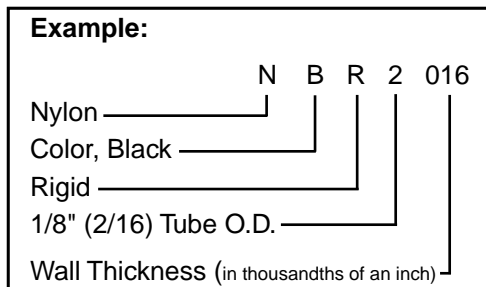 Example:
N B R 2 016
Nylon
Color, Black
Rigid
1/8" (2/16) Tube O.D.
Wall Thickness (in thousandths of an inch)